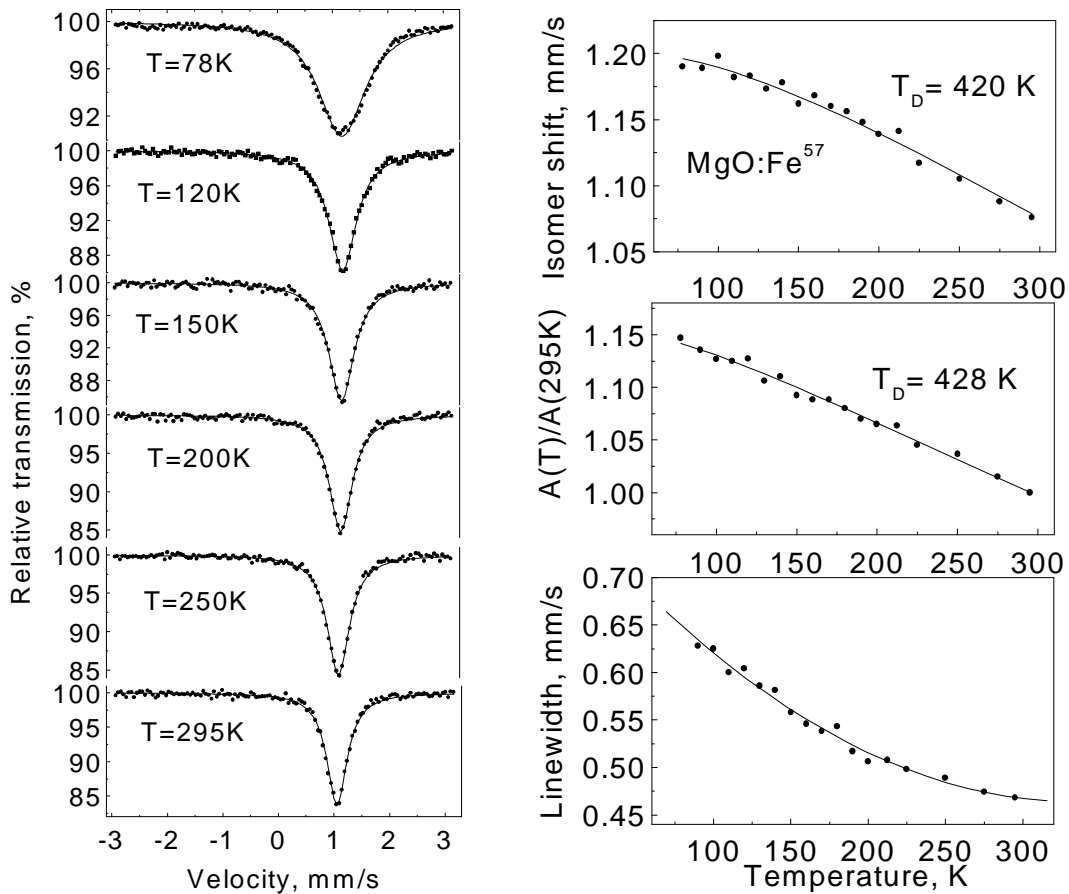 Relative transmission, %
100
96
92
T=78K
100
96
92
88
T=120K
100
96
92
88
T=150K
100
95
90
85
T=200K
100
95
90
85
T=250K
100
95
90
85
T=295K
-3 -2 -1 0 1 2 3
Velocity, mm/s
Isomer shift, mm/s
1.20
1.15
1.10
1.05
T_D= 420 K
MgO:Fe^57
100 150 200 250 300
A(T)/A(295K)
1.15
1.10
1.05
1.00
T_D= 428 K
100 150 200 250 300
Linewidth, mm/s
0.70
0.65
0.60
0.55
0.50
0.45
100 150 200 250 300
Temperature, K